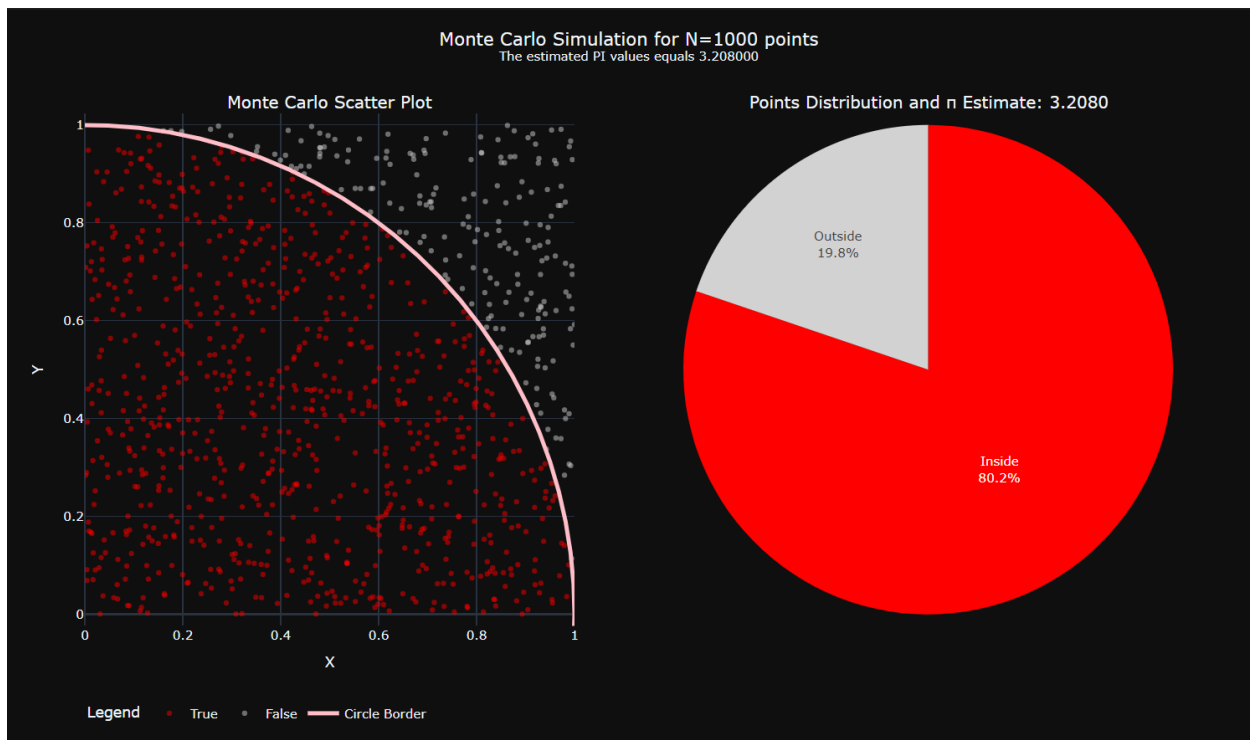 Monte Carlo Simulation for N=1000 points
The estimated PI values equals 3.208000
Monte Carlo Scatter Plot
1
0.8
0.6
0.4
0.2
0
Y
0 0.2 0.4 0.6 0.8 1
X
Legend True False Circle Border
Points Distribution and π Estimate: 3.2080
Outside
19.8%
Inside
80.2%